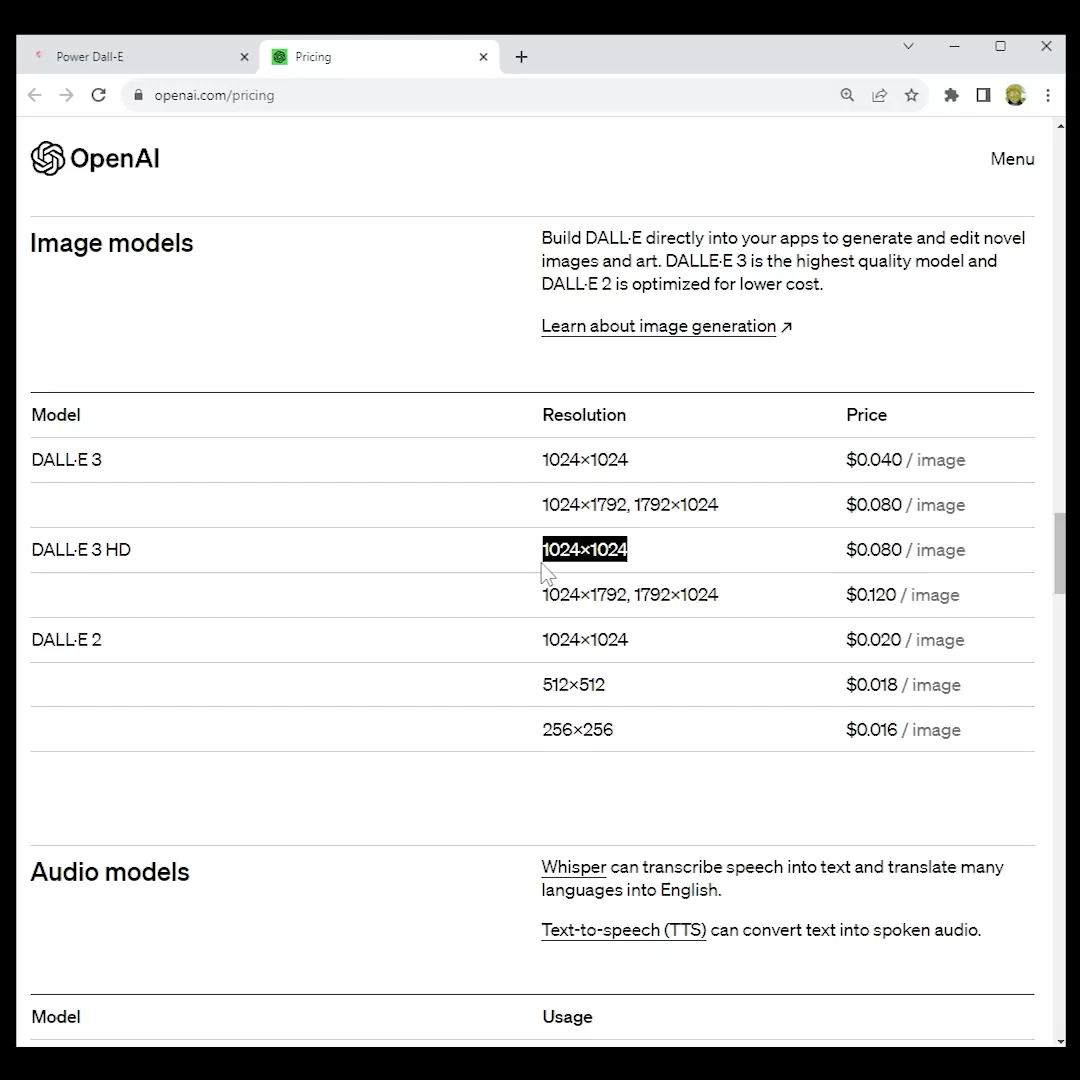 Power Dall-E
Pricing
openai.com/pricing
OpenAI
Menu
Image models
Build DALL·E directly into your apps to generate and edit novel
images and art. DALLE·E 3 is the highest quality model and
DALL·E 2 is optimized for lower cost.
Learn about image generation ↗
Model Resolution Price
DALL·E 3 1024×1024 $0.040 / image
1024×1792, 1792×1024 $0.080 / image
DALL·E 3 HD 1024×1024 $0.080 / image
1024×1792, 1792×1024 $0.120 / image
DALL·E 2 1024×1024 $0.020 / image
512×512 $0.018 / image
256×256 $0.016 / image
Audio models
Whisper can transcribe speech into text and translate many
languages into English.
Text-to-speech (TTS) can convert text into spoken audio.
Model Usage